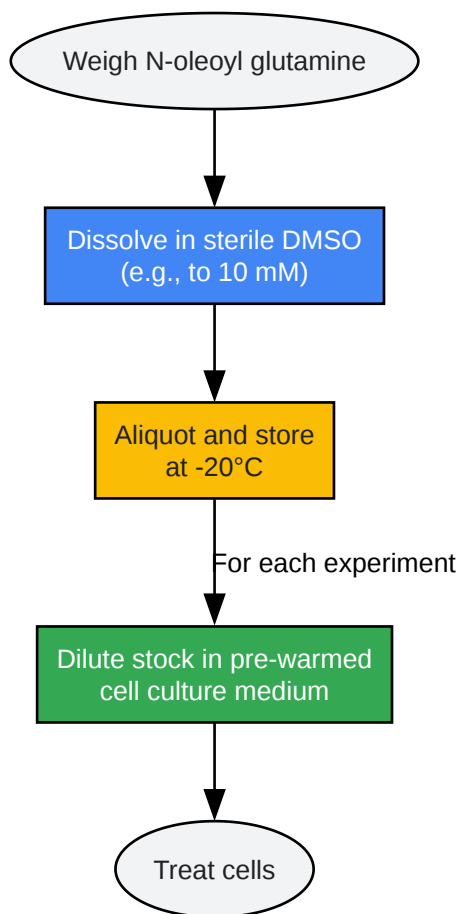 Weigh N-oleoyl glutamine
Dissolve in sterile DMSO
(e.g., to 10 mM)
Aliquot and store
at -20°C
For each experiment
Dilute stock in pre-warmed
cell culture medium
Treat cells